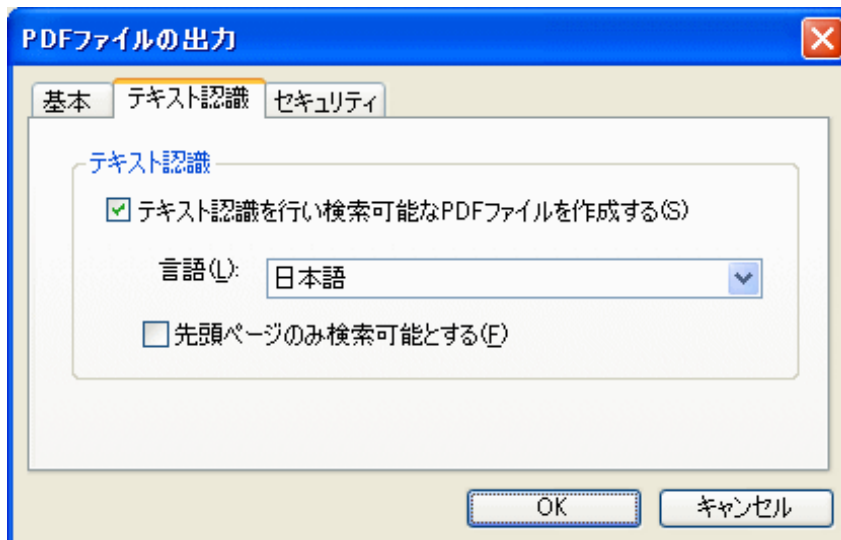 PDFファイルの出力
基本 テキスト認識 セキュリティ
テキスト認識
テキスト認識を行い検索可能なPDFファイルを作成する(S)
言語(L): 日本語
先頭ページのみ検索可能とする(F)
OK キャンセル